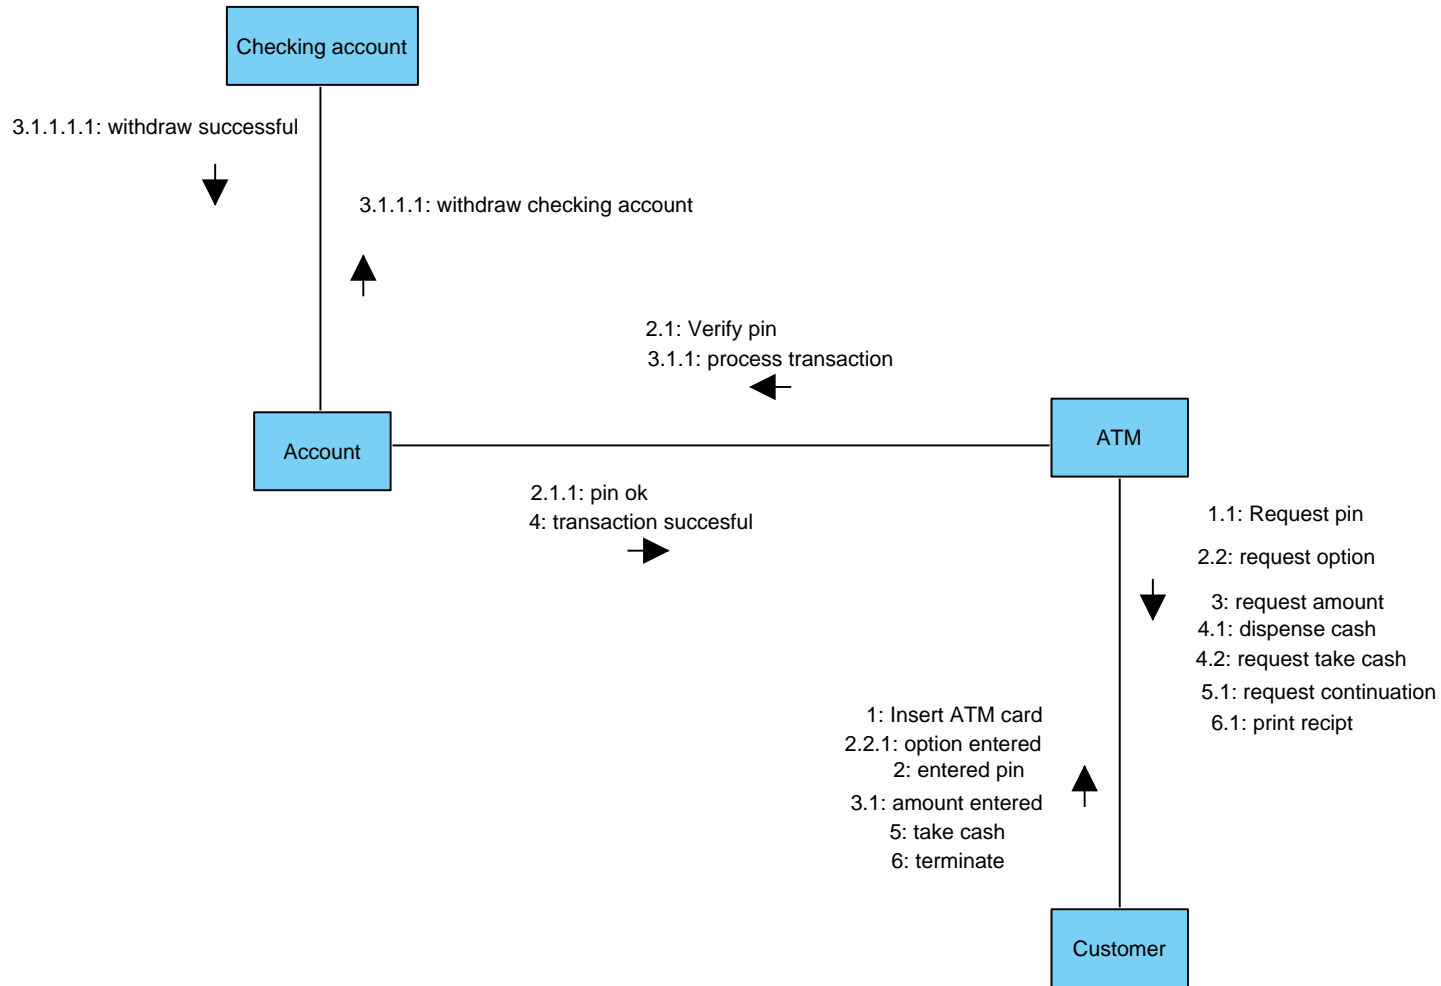 Checking account
3.1.1.1.1: withdraw successful
3.1.1.1: withdraw checking account
2.1: Verify pin
3.1.1: process transaction
Account
ATM
2.1.1: pin ok
4: transaction succesful
1.1: Request pin
2.2: request option
3: request amount
4.1: dispense cash
4.2: request take cash
5.1: request continuation
6.1: print recipt
1: Insert ATM card
2.2.1: option entered
2: entered pin
3.1: amount entered
5: take cash
6: terminate
Customer